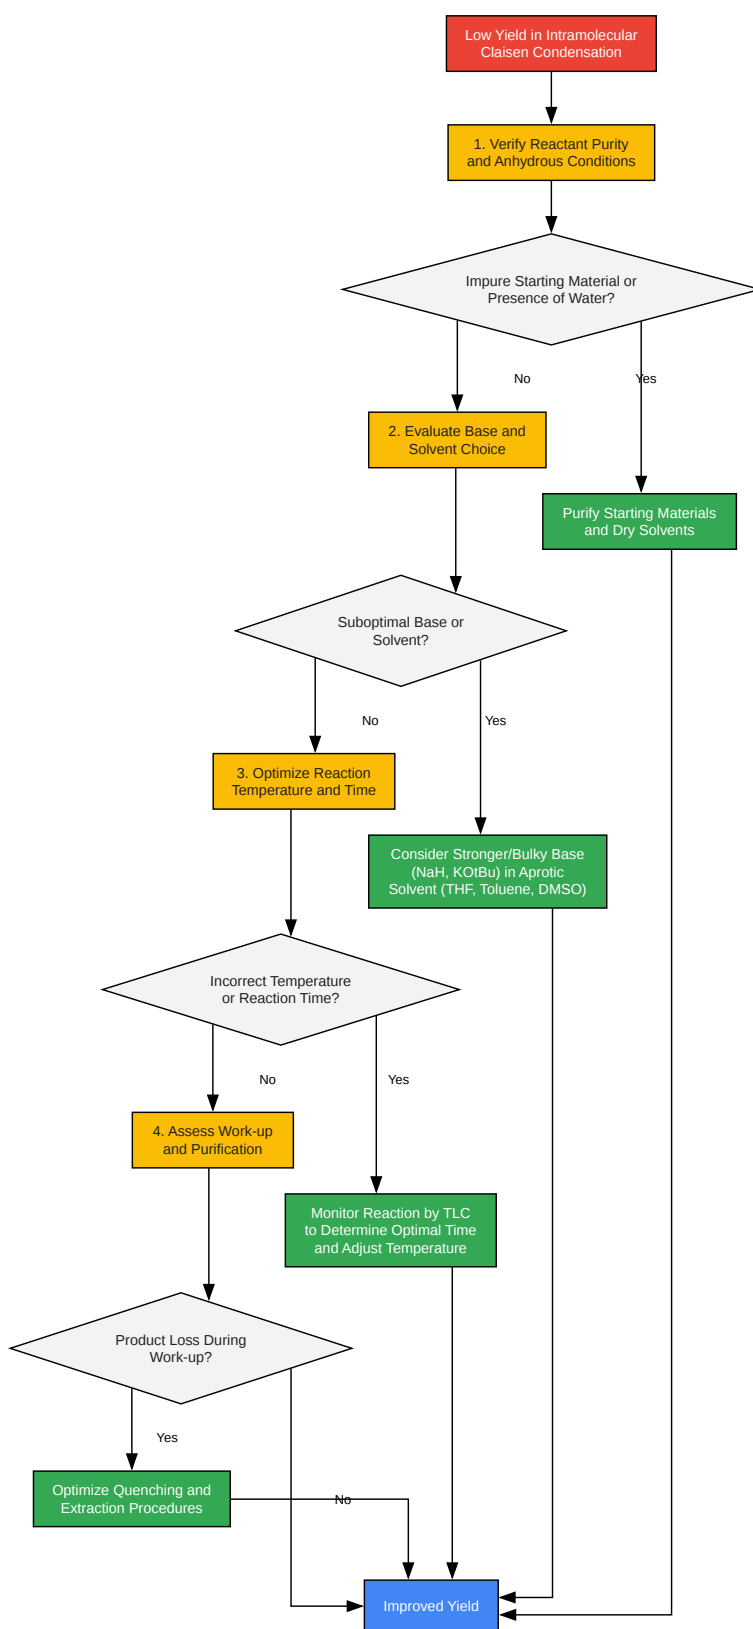 Low Yield in Intramolecular
Claisen Condensation
1. Verify Reactant Purity
and Anhydrous Conditions
Impure Starting Material or
Presence of Water?
No
Yes
2. Evaluate Base and
Solvent Choice
Purify Starting Materials
and Dry Solvents
Suboptimal Base or
Solvent?
No
Yes
3. Optimize Reaction
Temperature and Time
Consider Stronger/Bulky Base
(NaH, KOtBu) in Aprotic
Solvent (THF, Toluene, DMSO)
Incorrect Temperature
or Reaction Time?
No
Yes
4. Assess Work-up
and Purification
Monitor Reaction by TLC
to Determine Optimal Time
and Adjust Temperature
Product Loss During
Work-up?
Yes
Optimize Quenching and
Extraction Procedures
No
Improved Yield